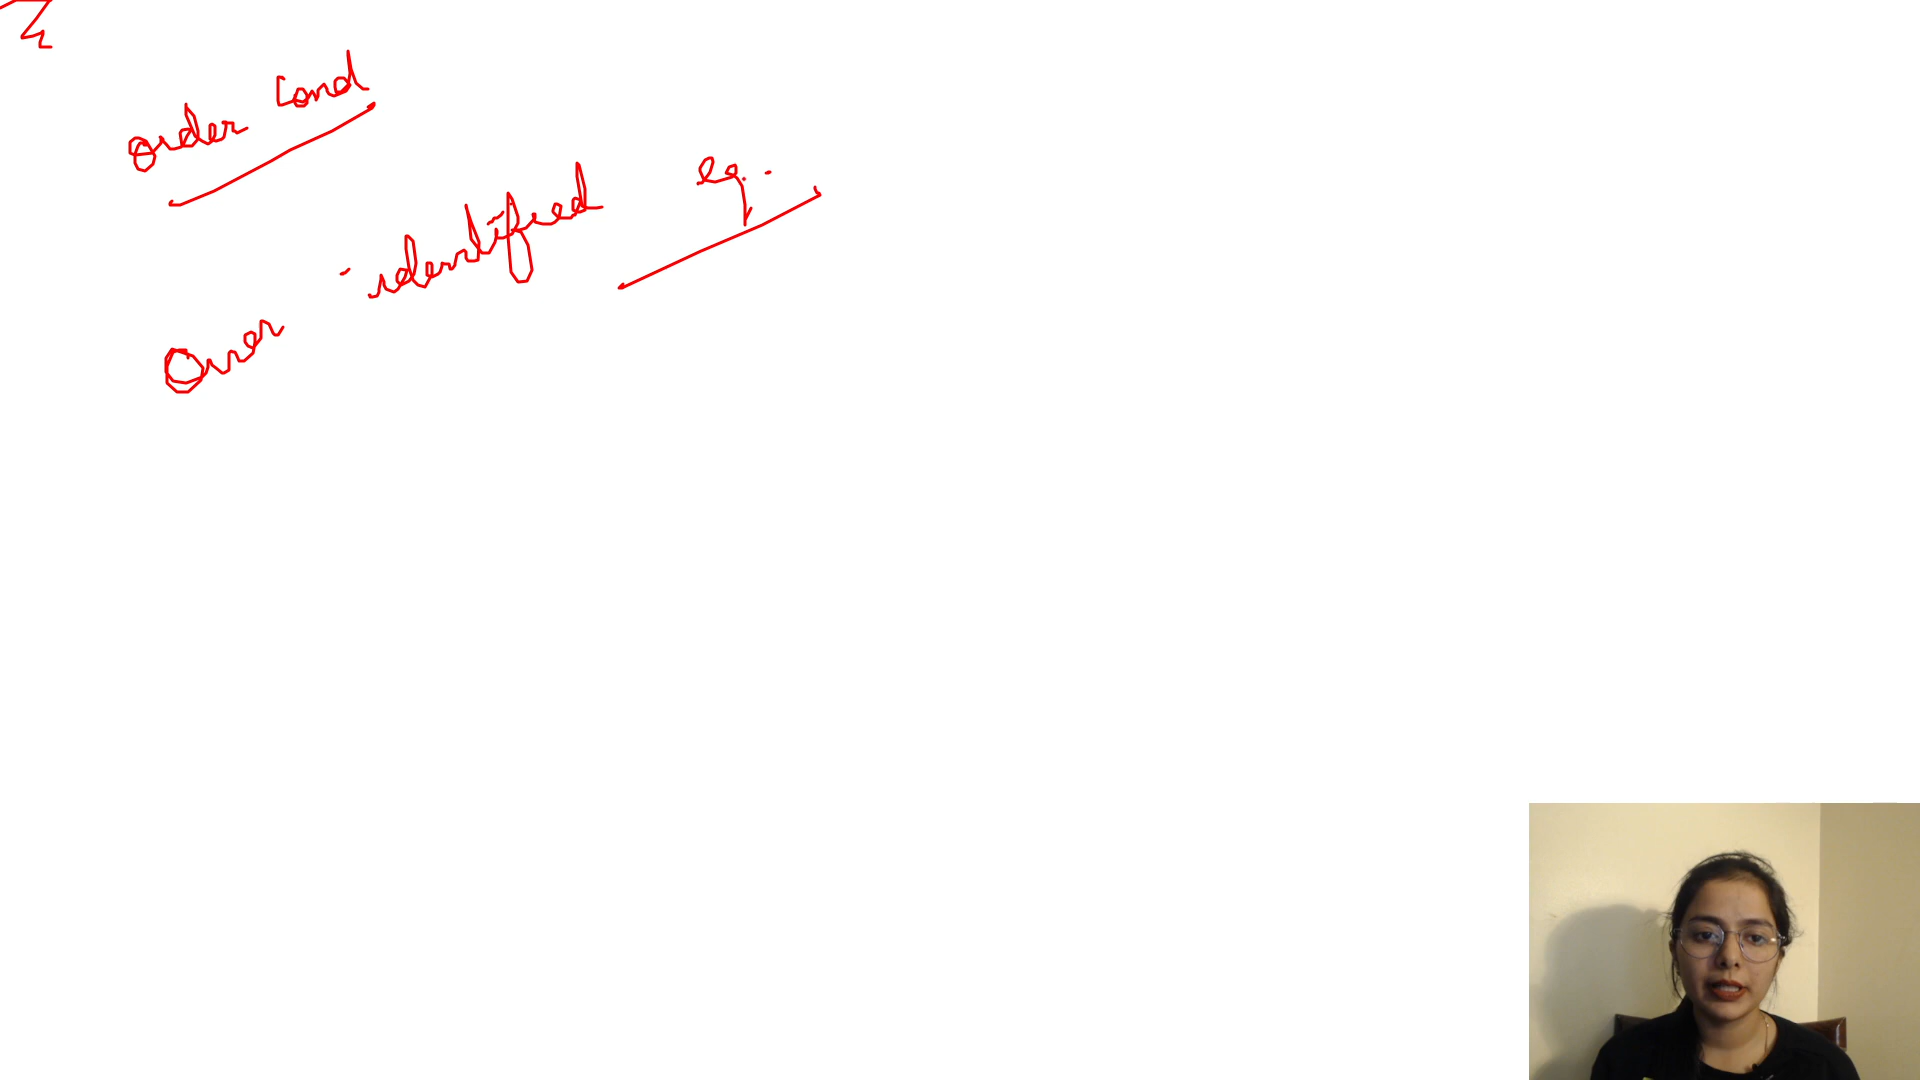 order cond
Over identified eq.